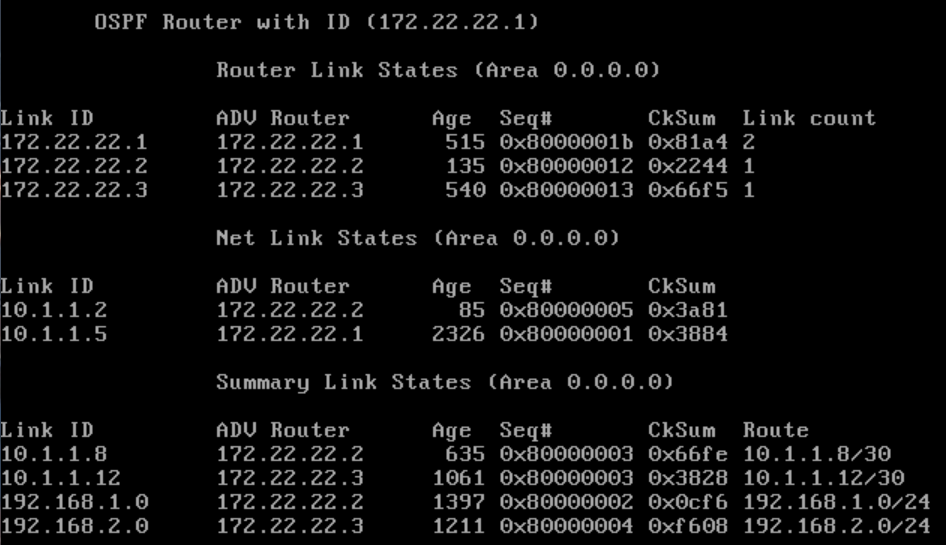 OSPF Router with ID (172.22.22.1)
Router Link States (Area 0.0.0.0)
Link ID ADV Router Age Seq# CkSum Link count
172.22.22.1 172.22.22.1 515 0x8000001b 0x81a4 2
172.22.22.2 172.22.22.2 135 0x80000012 0x2244 1
172.22.22.3 172.22.22.3 540 0x80000013 0x66f5 1
Net Link States (Area 0.0.0.0)
Link ID ADV Router Age Seq# CkSum
10.1.1.2 172.22.22.2 85 0x80000005 0x3a81
10.1.1.5 172.22.22.1 2326 0x80000001 0x3884
Summary Link States (Area 0.0.0.0)
Link ID ADV Router Age Seq# CkSum Route
10.1.1.8 172.22.22.2 635 0x80000003 0x66fe 10.1.1.8/30
10.1.1.12 172.22.22.3 1061 0x80000003 0x3828 10.1.1.12/30
192.168.1.0 172.22.22.2 1397 0x80000002 0x0cf6 192.168.1.0/24
192.168.2.0 172.22.22.3 1211 0x80000004 0xf608 192.168.2.0/24